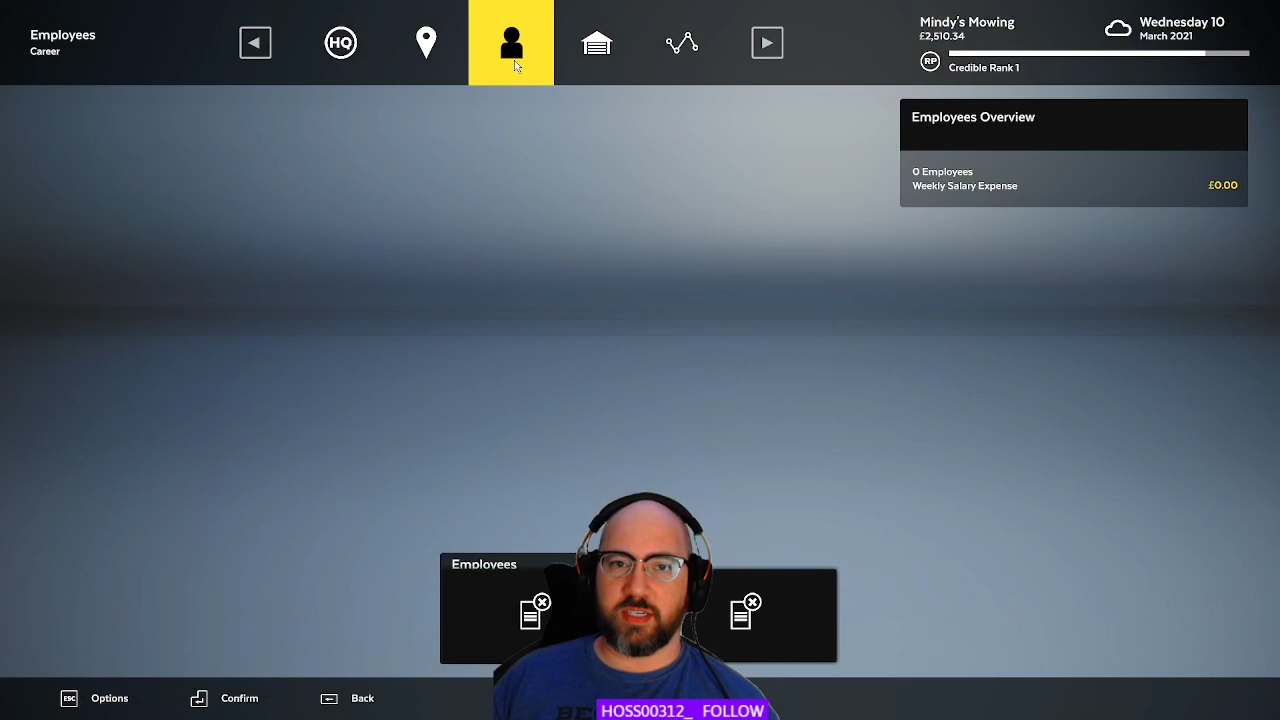 Employees
Career
HQ
Mindy's Mowing
£2,510.34
RP
Credible Rank 1
Wednesday 10
March 2021
Employees Overview
0 Employees
Weekly Salary Expense
£0.00
Employees
ESC
Options
Confirm
Back
HOSS00312_ FOLLOW